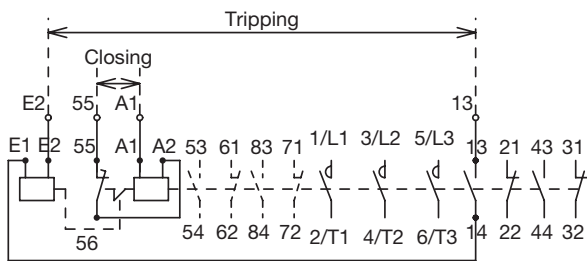 Tripping
Closing
E2 55 A1 13
E1 E2 55 A1 A2 53 61 83 71 1/L1 3/L2 5/L3 13 21 43 31
56 54 62 84 72 2/T1 4/T2 6/T3 14 22 44 32